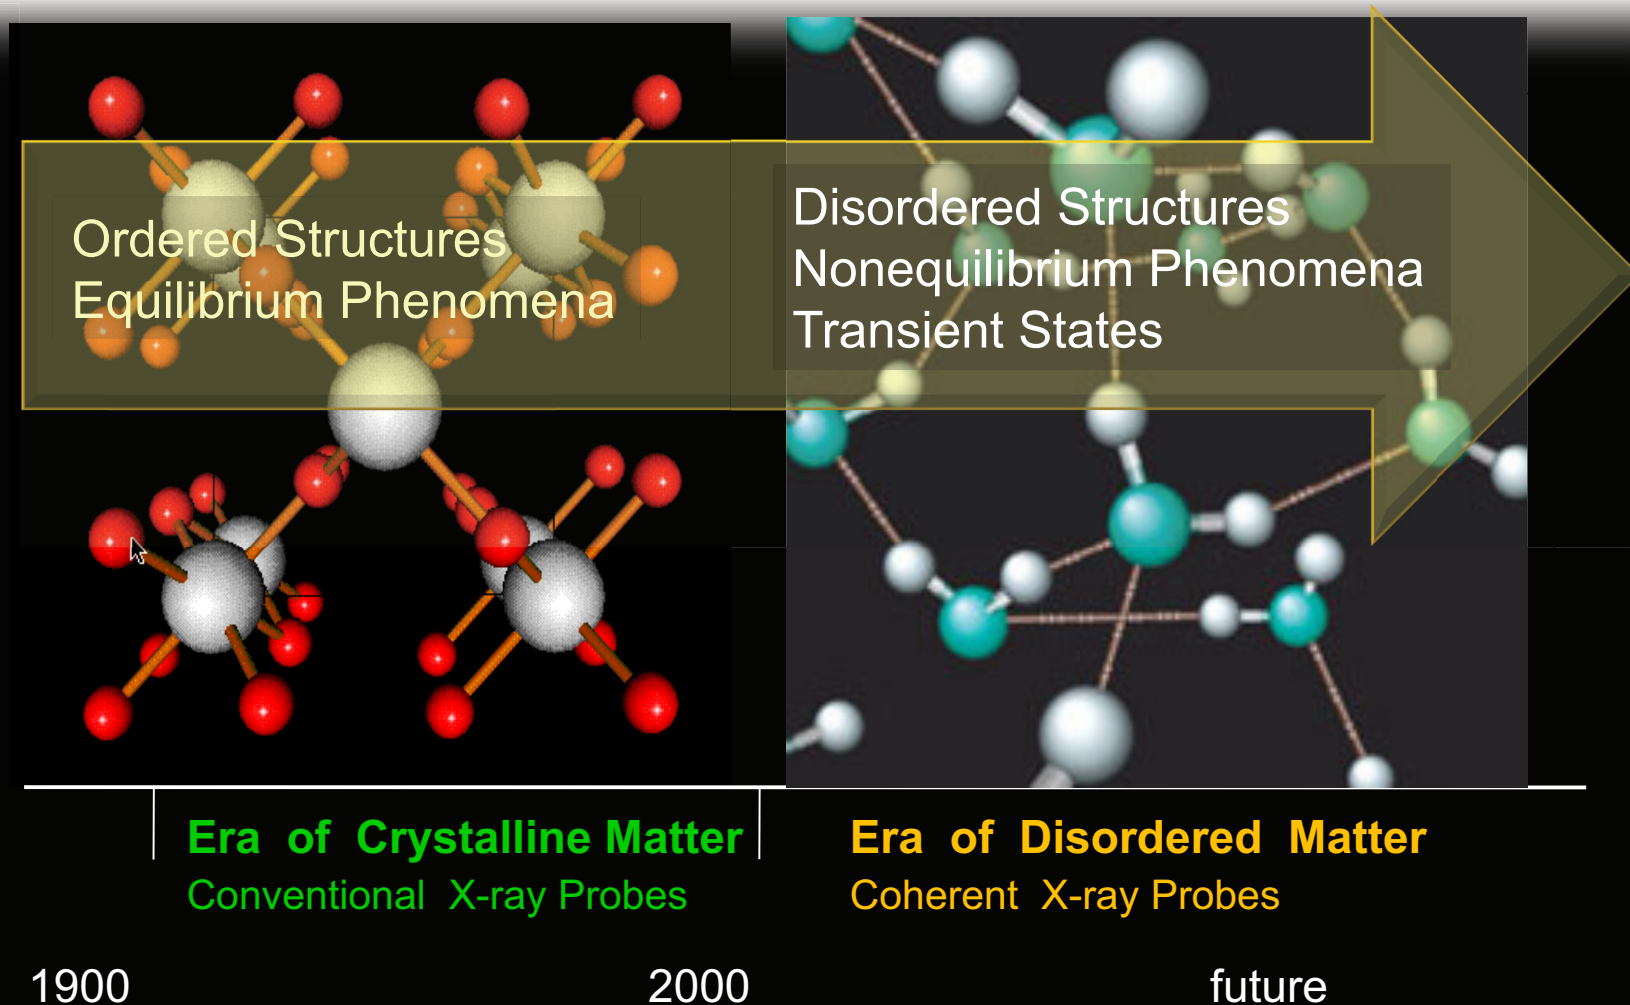 Ordered Structures
Equilibrium Phenomena
Disordered Structures
Nonequilibrium Phenomena
Transient States
Era of Crystalline Matter
Conventional X-ray Probes
Era of Disordered Matter
Coherent X-ray Probes
1900
2000
future